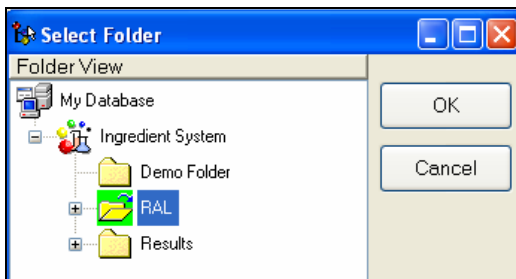 Select Folder
Folder View
My Database
Ingredient System
Demo Folder
RAL
Results
OK
Cancel